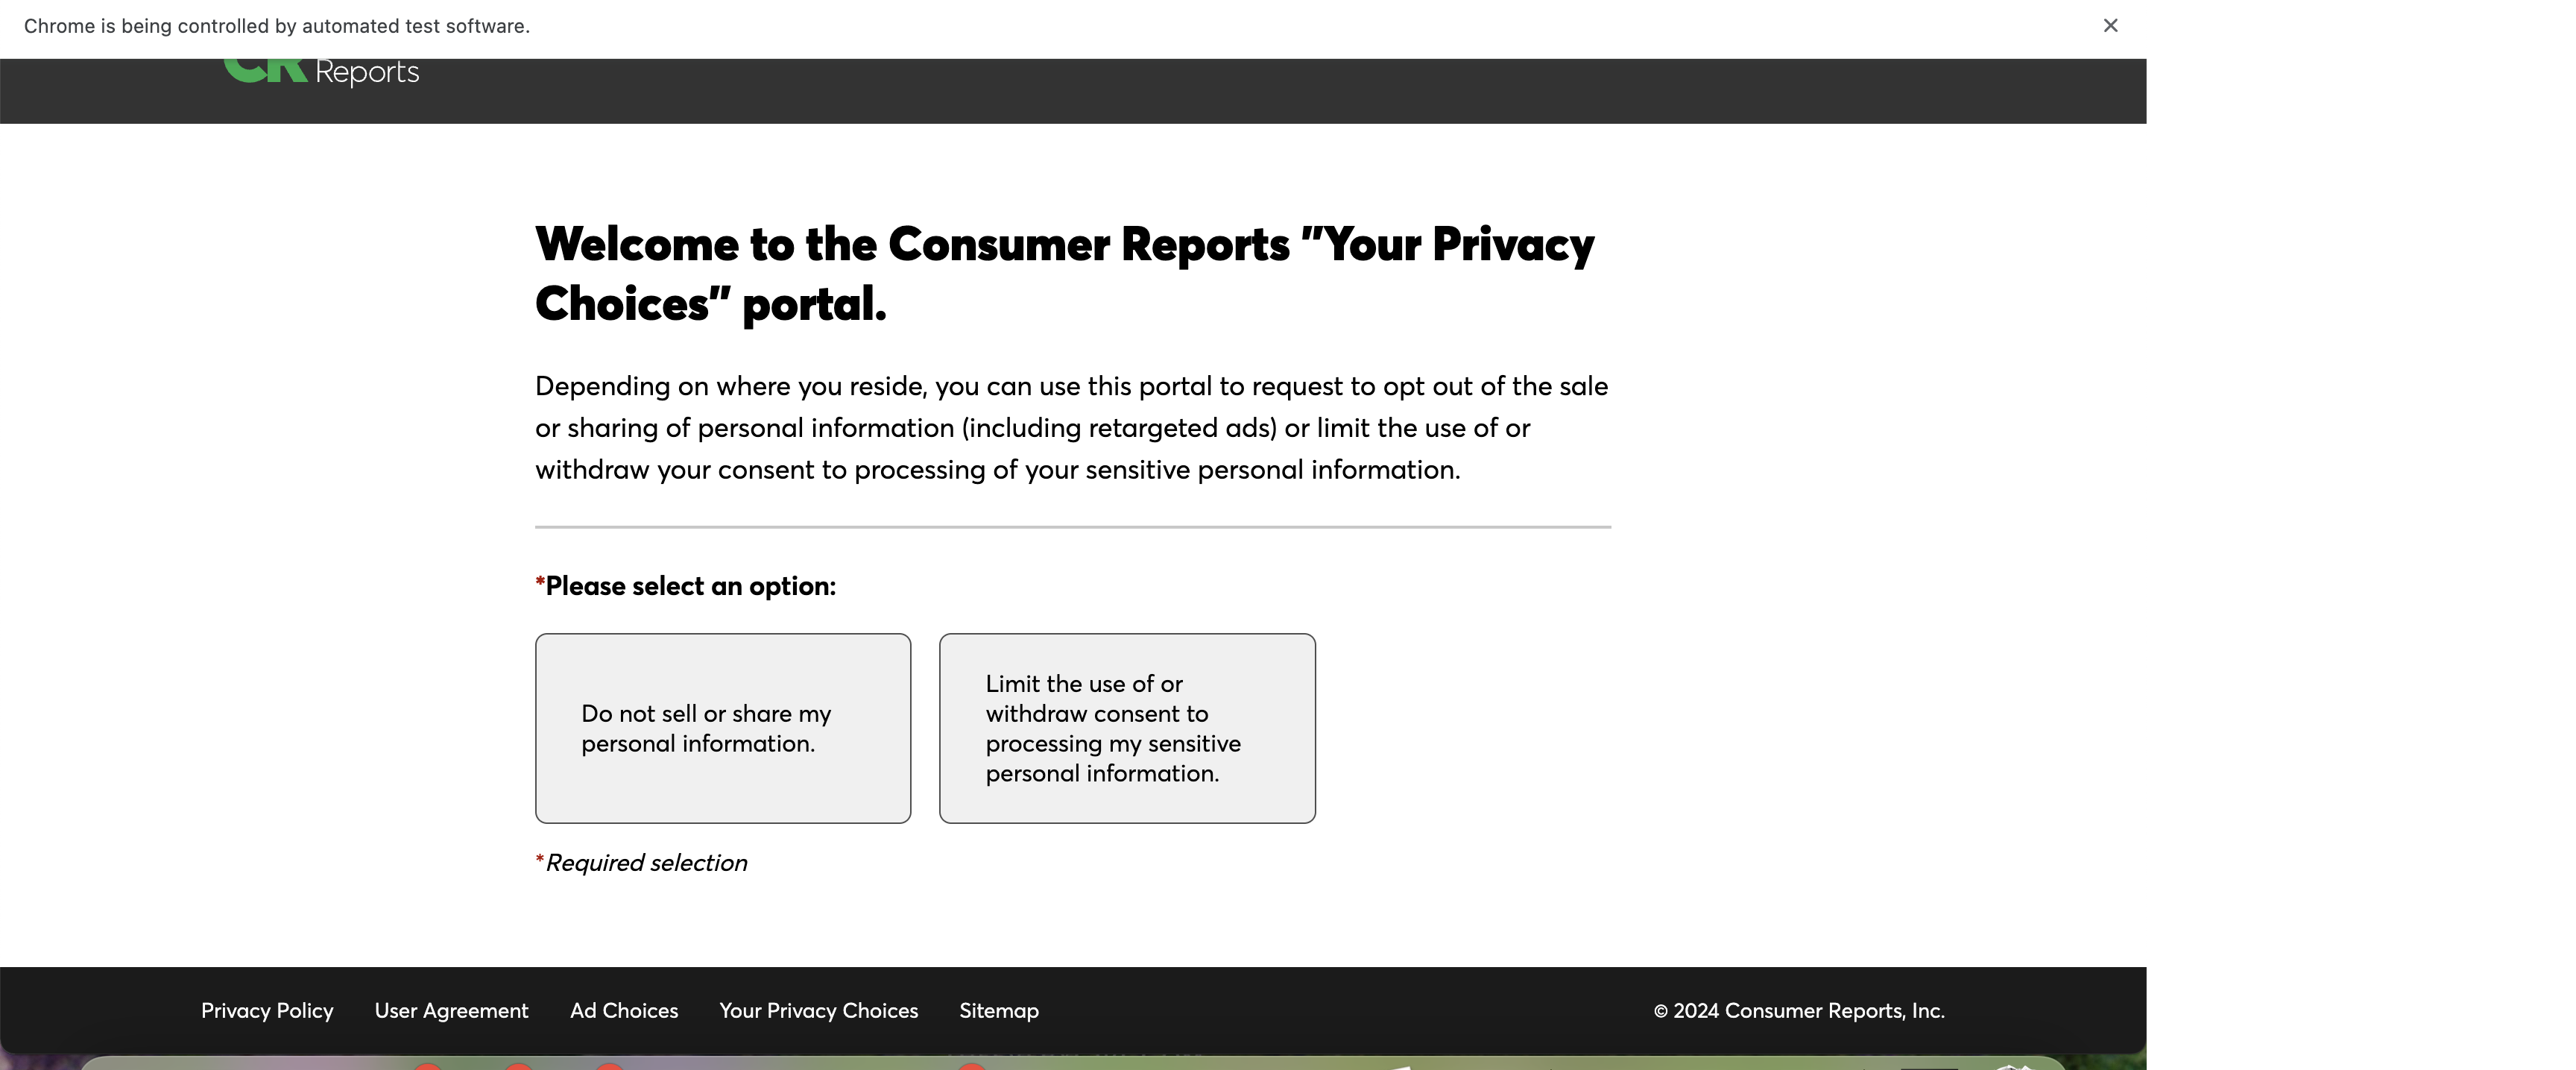 Chrome is being controlled by automated test software.
CR Reports
Welcome to the Consumer Reports "Your Privacy
Choices" portal.
Depending on where you reside, you can use this portal to request to opt out of the sale
or sharing of personal information (including retargeted ads) or limit the use of or
withdraw your consent to processing of your sensitive personal information.
*Please select an option:
Do not sell or share my
personal information.
Limit the use of or
withdraw consent to
processing my sensitive
personal information.
*Required selection
Privacy Policy User Agreement Ad Choices Your Privacy Choices Sitemap © 2024 Consumer Reports, Inc.